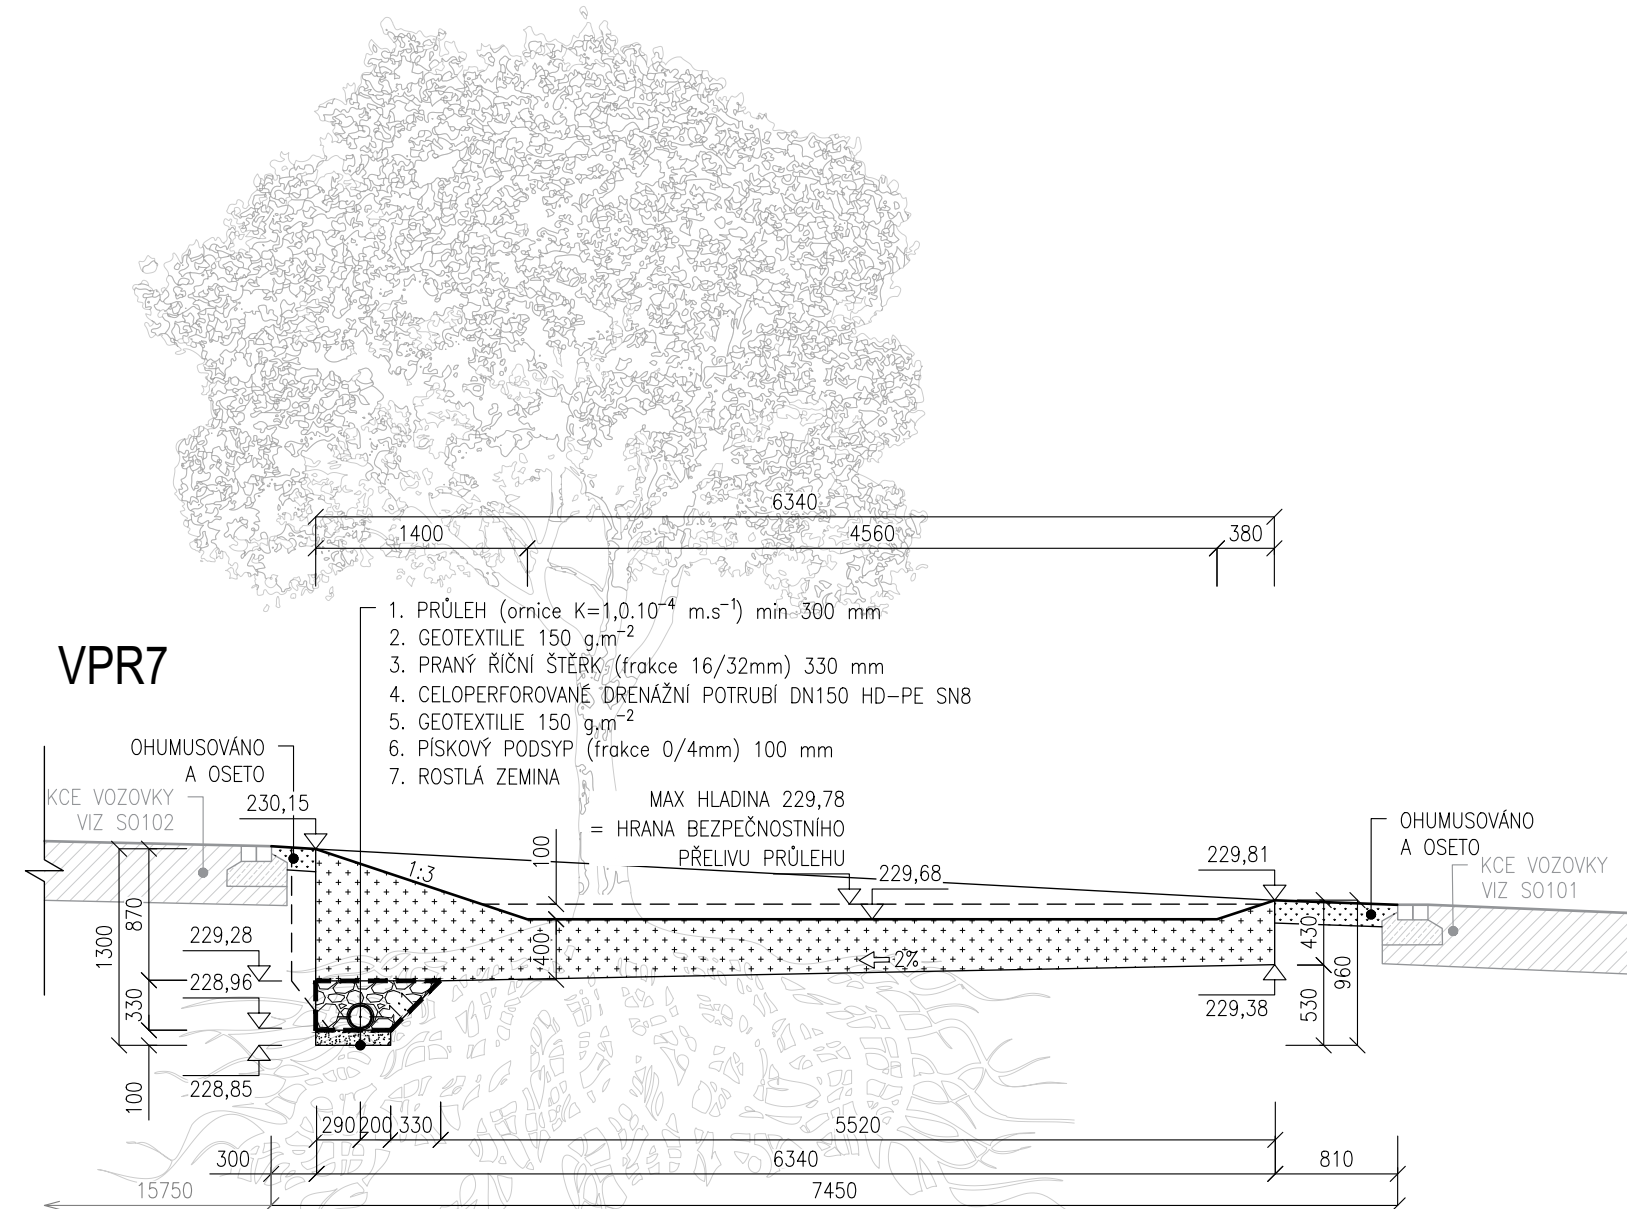 6340
1400
4560
380
1. PRŮLEH (ornice K=1,0.10⁻⁴ m.s⁻¹) min 300 mm
2. GEOTEXTILIE 150 g.m⁻²
3. PRANÝ ŘÍČNÍ ŠTĚRK (frakce 16/32mm) 330 mm
4. CELOPERFOROVANÉ DRENÁŽNÍ POTRUBÍ DN150 HD-PE SN8
5. GEOTEXTILIE 150 g.m⁻²
6. PÍSKOVÝ PODSYP (frakce 0/4mm) 100 mm
7. ROSTLÁ ZEMINA
VPR7
OHUMUSOVÁNO
A OSETO
KCE VOZOVKY
VIZ SO102
230,15
MAX HLADINA 229,78
= HRANA BEZPEČNOSTNÍHO
PŘELIVU PRŮLEHU
100
1:3
229,68
229,81
OHUMUSOVÁNO
A OSETO
KCE VOZOVKY
VIZ SO101
1300
870
330
100
229,28
228,96
228,85
400
2%
229,38
430
530
960
290
200
330
5520
300
6340
810
15750
7450